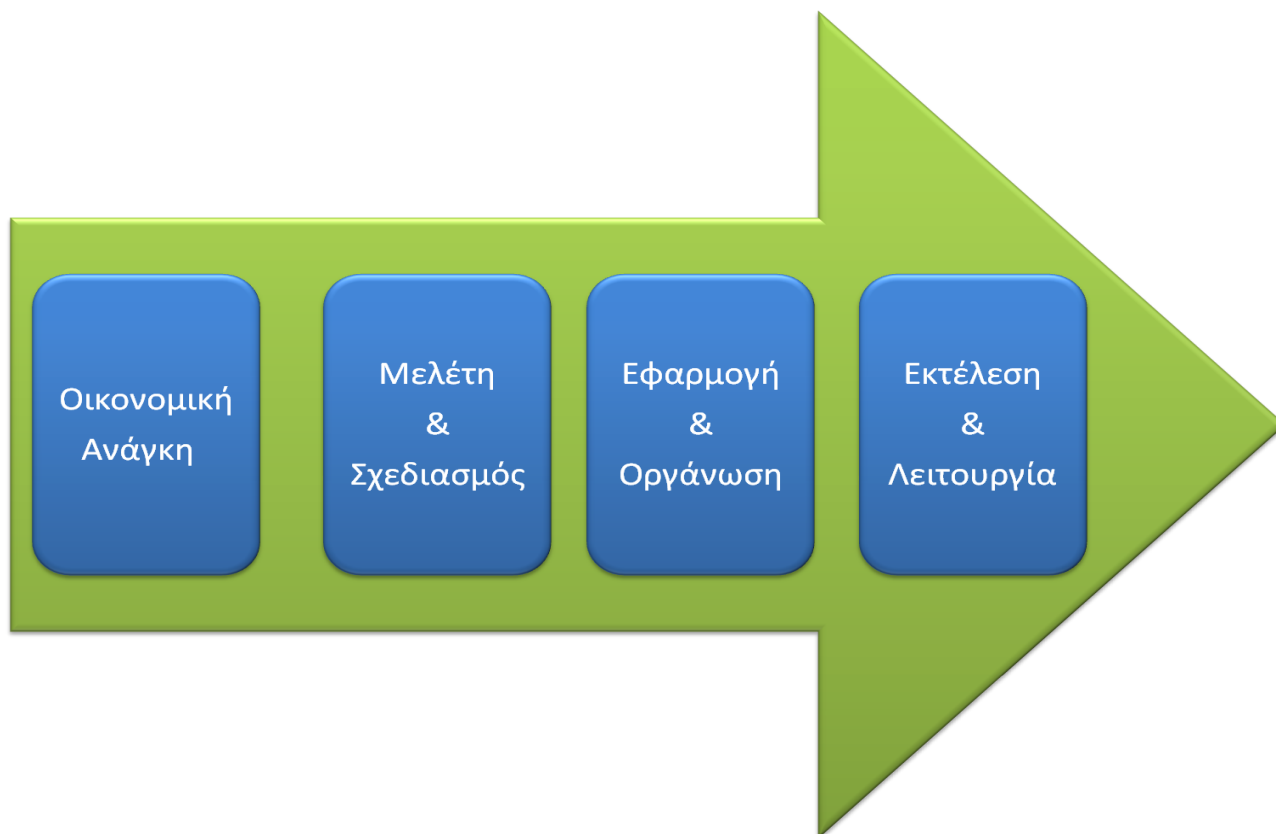 Οικονομική
Ανάγκη
Μελέτη
&
Σχεδιασμός
Εφαρμογή
&
Οργάνωση
Εκτέλεση
&
Λειτουργία